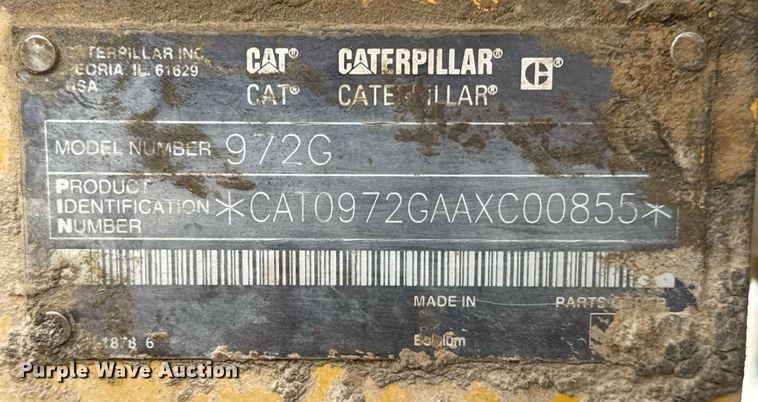 CATERPILLAR INC.
PEORIA, IL. 61629
USA
CAT® CATERPILLAR® ®
CAT® CATERPILLAR®
MODEL NUMBER 972G
PRODUCT
IDENTIFICATION *CAT0972GAAXC00855*
NUMBER
MADE IN PARTS
Belgium
Purple Wave Auction